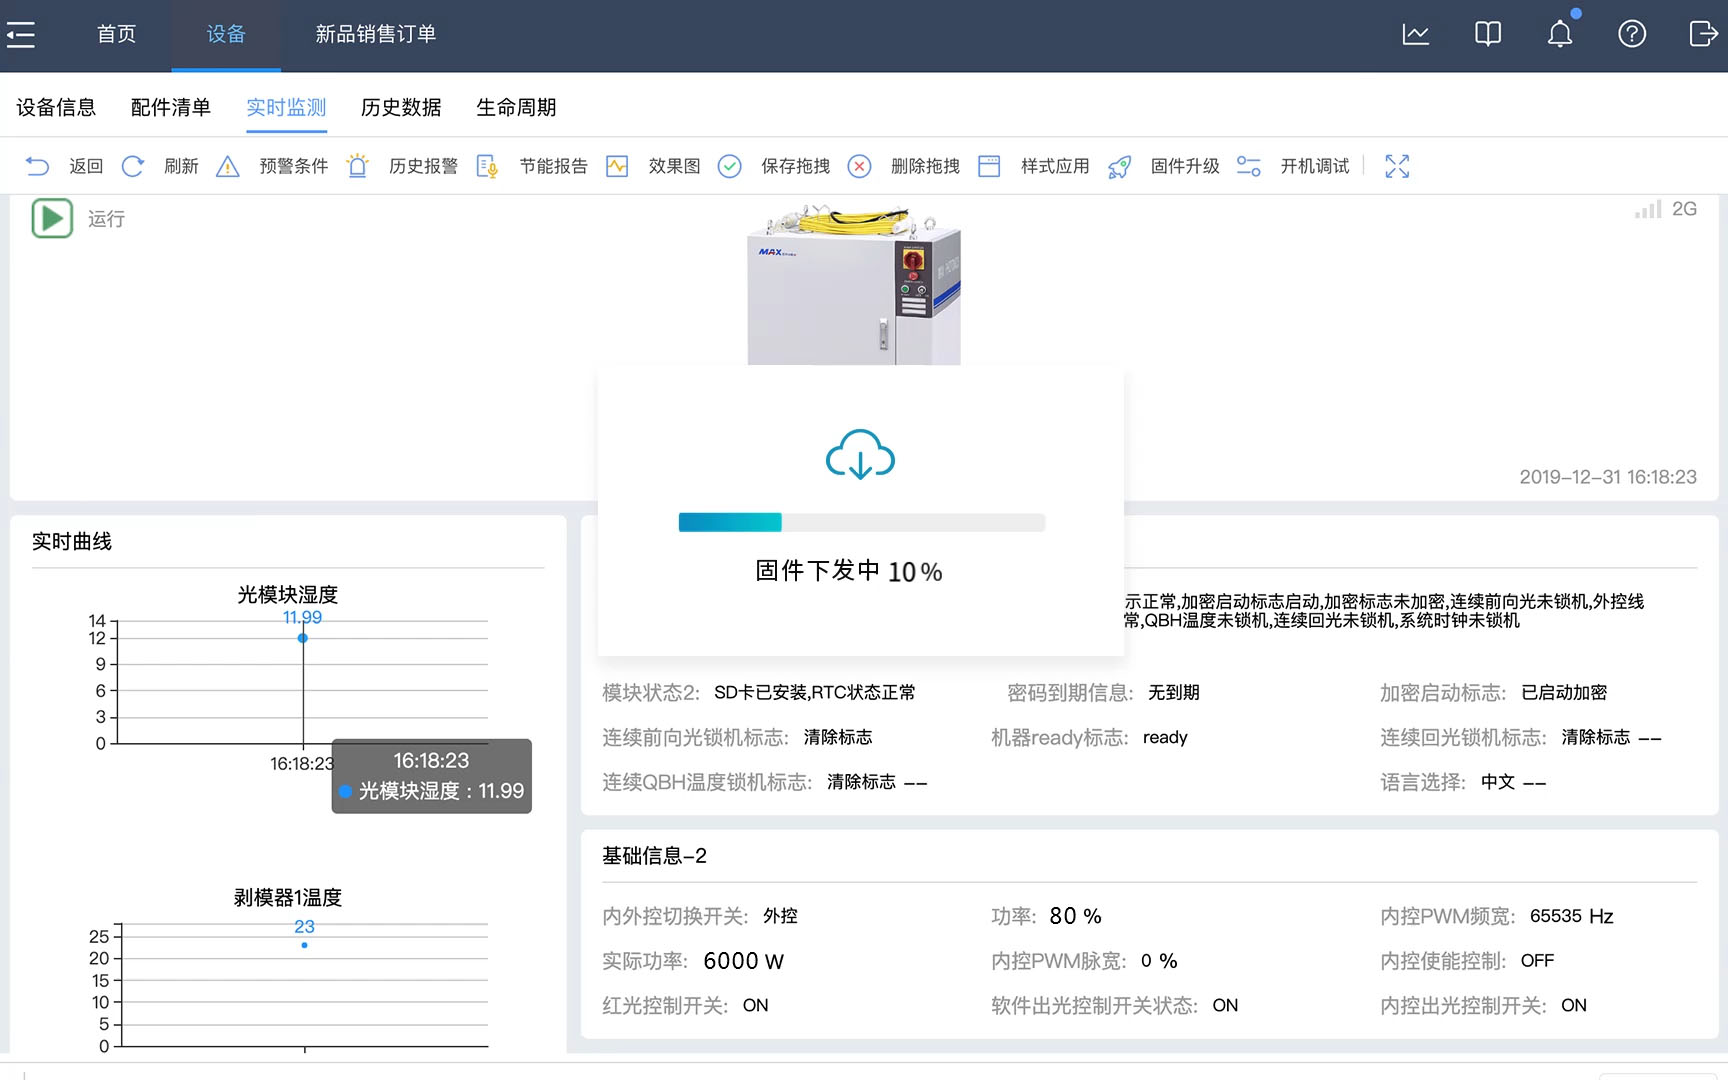 首页
设备
新品销售订单
设备信息
配件清单
实时监测
历史数据
生命周期
返回
刷新
预警条件
历史报警
节能报告
效果图
保存拖拽
删除拖拽
样式应用
固件升级
开机调试
运行
2G
MAX
2019-12-31 16:18:23
固件下发中 10%
实时曲线
光模块湿度
11.99
14
12
9
6
3
0
16:18:23
16:18:23
光模块湿度：11.99
剥模器1温度
23
25
20
15
10
5
0
示正常,加密启动标志启动,加密标志未加密,连续前向光未锁机,外控线
常,QBH温度未锁机,连续回光未锁机,系统时钟未锁机
模块状态2: SD卡已安装,RTC状态正常
密码到期信息: 无到期
加密启动标志: 已启动加密
连续前向光锁机标志: 清除标志
机器ready标志: ready
连续回光锁机标志: 清除标志 --
连续QBH温度锁机标志: 清除标志 --
语言选择: 中文 --
基础信息-2
内外控切换开关: 外控
功率: 80 %
内控PWM频宽: 65535 Hz
实际功率: 6000 W
内控PWM脉宽: 0 %
内控使能控制: OFF
红光控制开关: ON
软件出光控制开关状态: ON
内控出光控制开关: ON